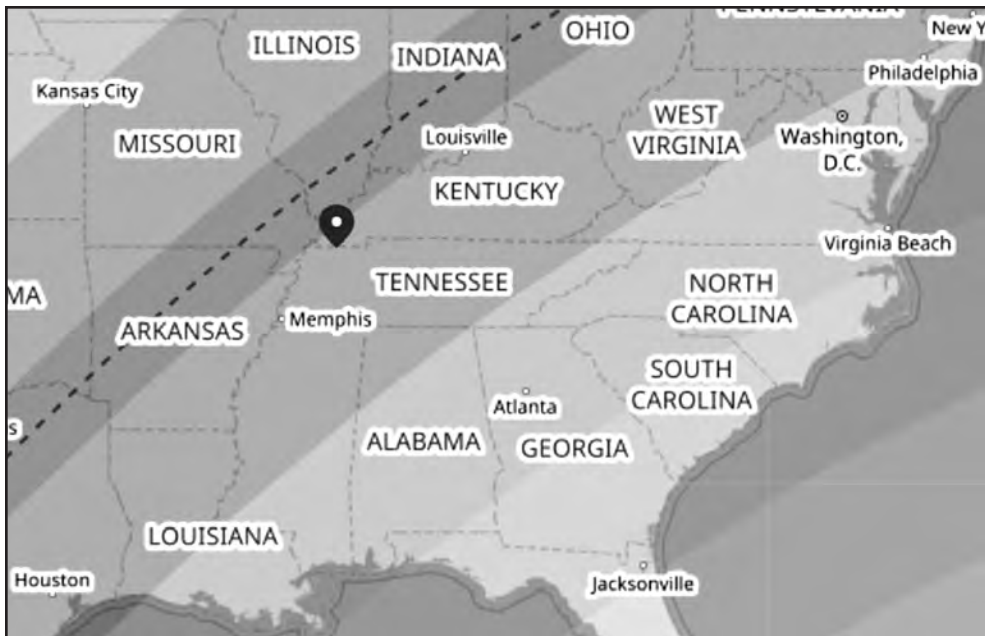 PENNSYLVANIA
New Y
OHIO
ILLINOIS
INDIANA
Philadelphia
Kansas City
WEST
VIRGINIA
MISSOURI
Louisville
Washington,
D.C.
KENTUCKY
Virginia Beach
TENNESSEE
NORTH
CAROLINA
MA
ARKANSAS
Memphis
SOUTH
CAROLINA
Atlanta
s
ALABAMA
GEORGIA
LOUISIANA
Houston
Jacksonville